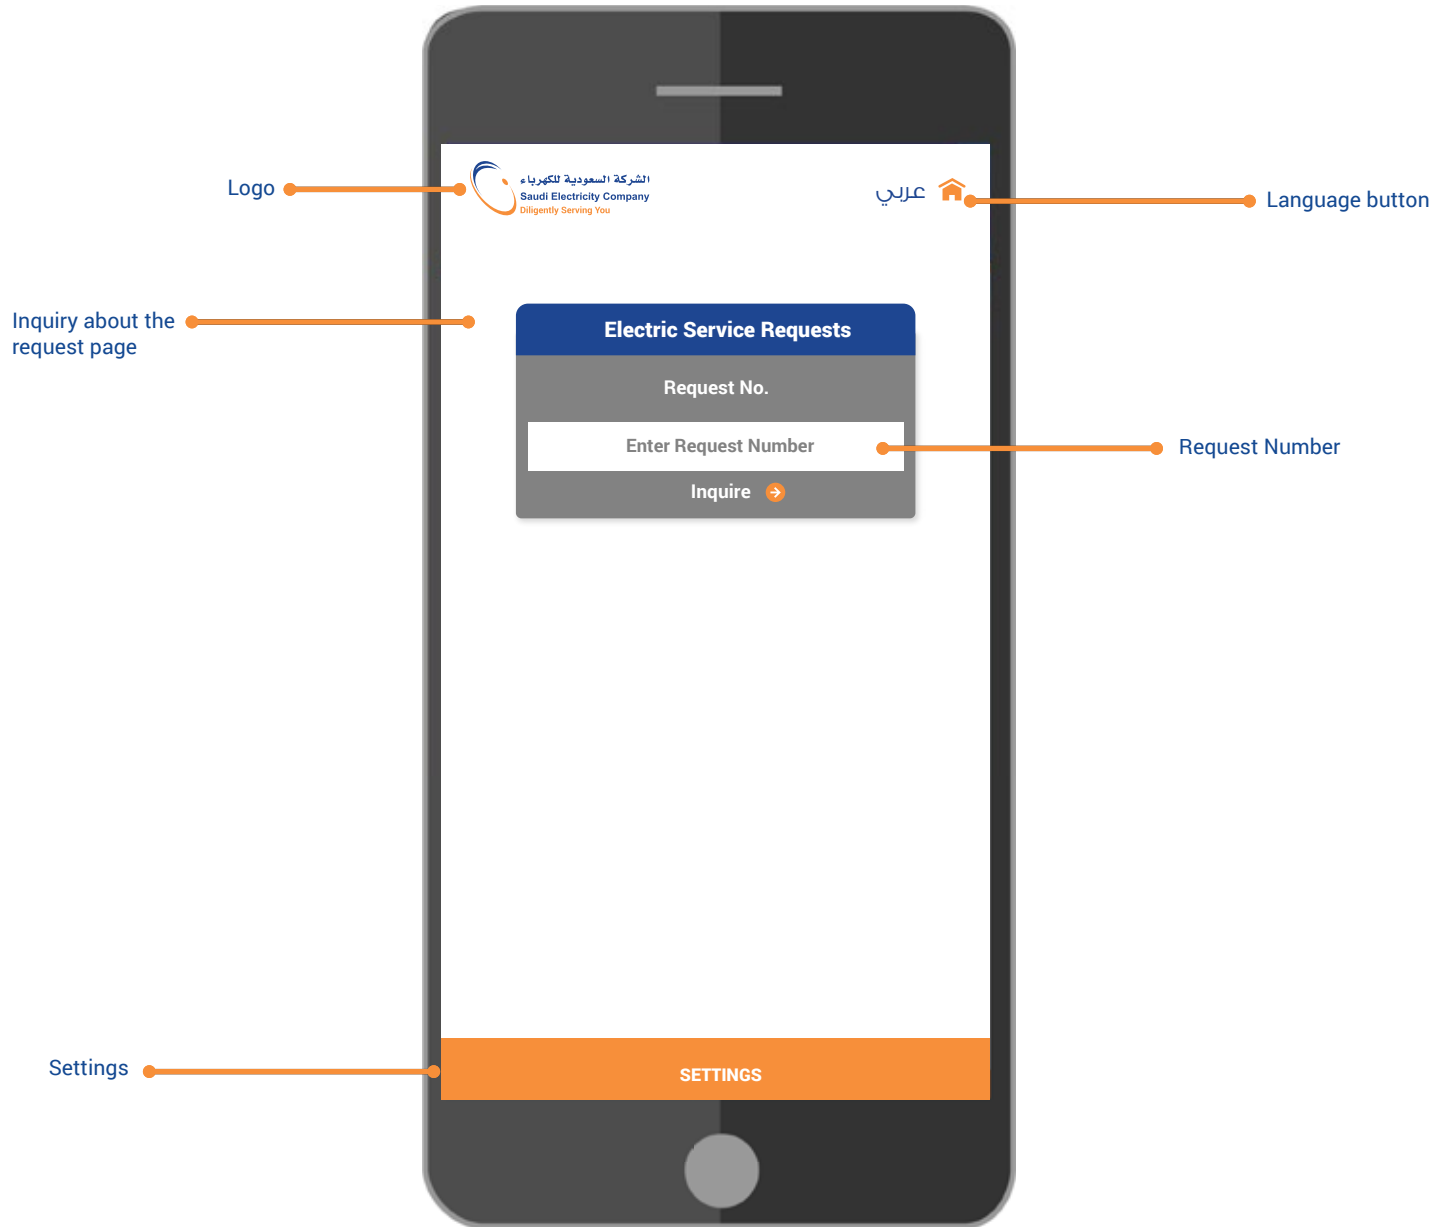 الشركة السعودية للكهرباء
Saudi Electricity Company
Diligently Serving You
عربي
Logo
Language button
Inquiry about the
request page
Electric Service Requests
Request No.
Enter Request Number
Request Number
Inquire
Settings
SETTINGS